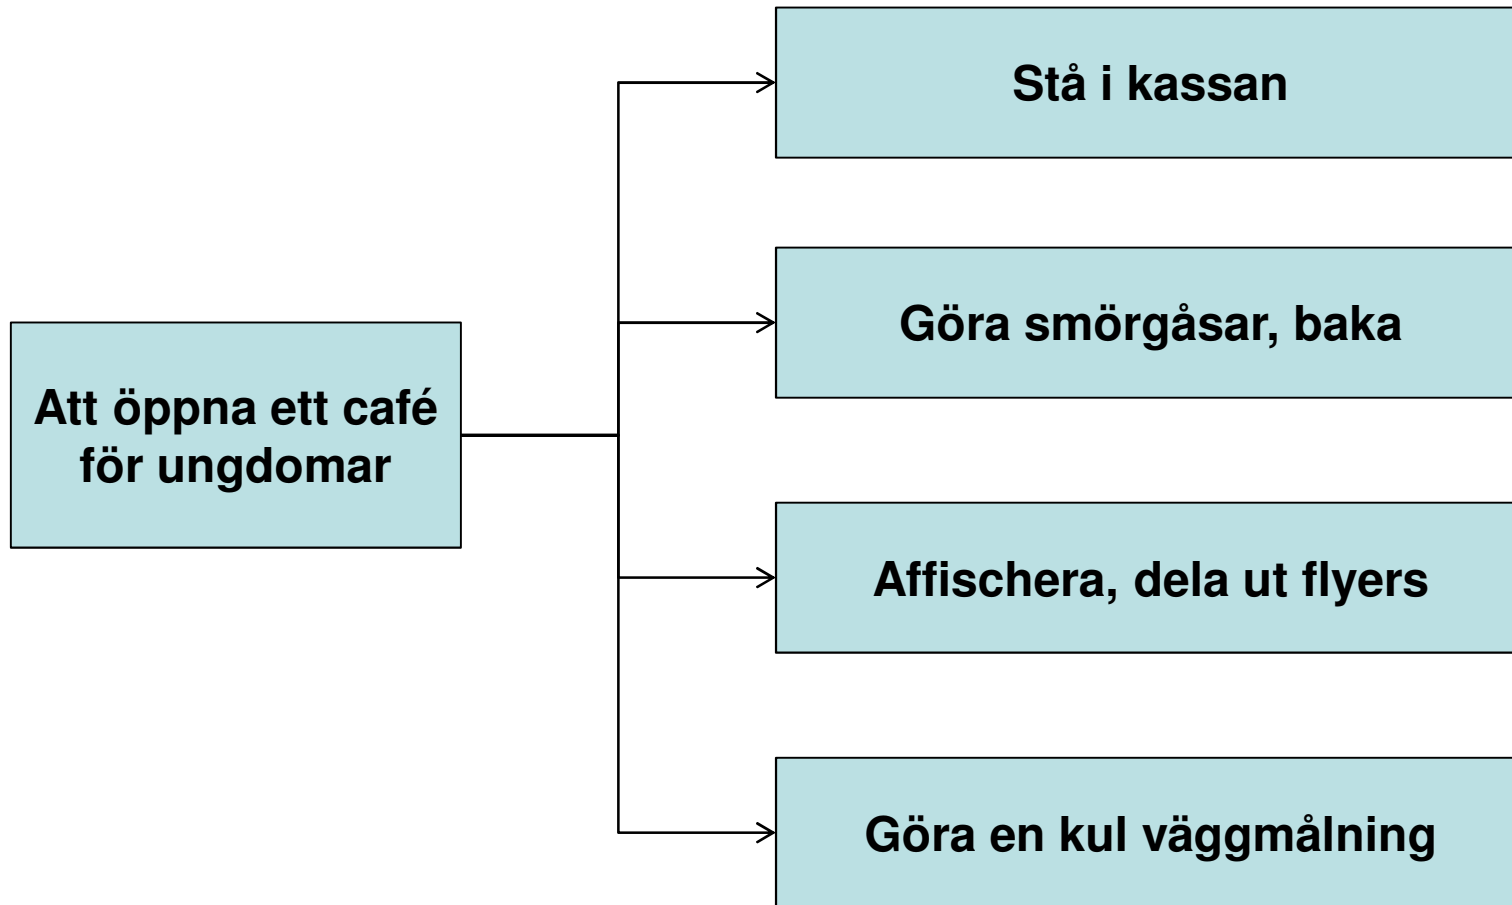 Att öppna ett café
för ungdomar
Stå i kassan
Göra smörgåsar, baka
Affischera, dela ut flyers
Göra en kul väggmålning